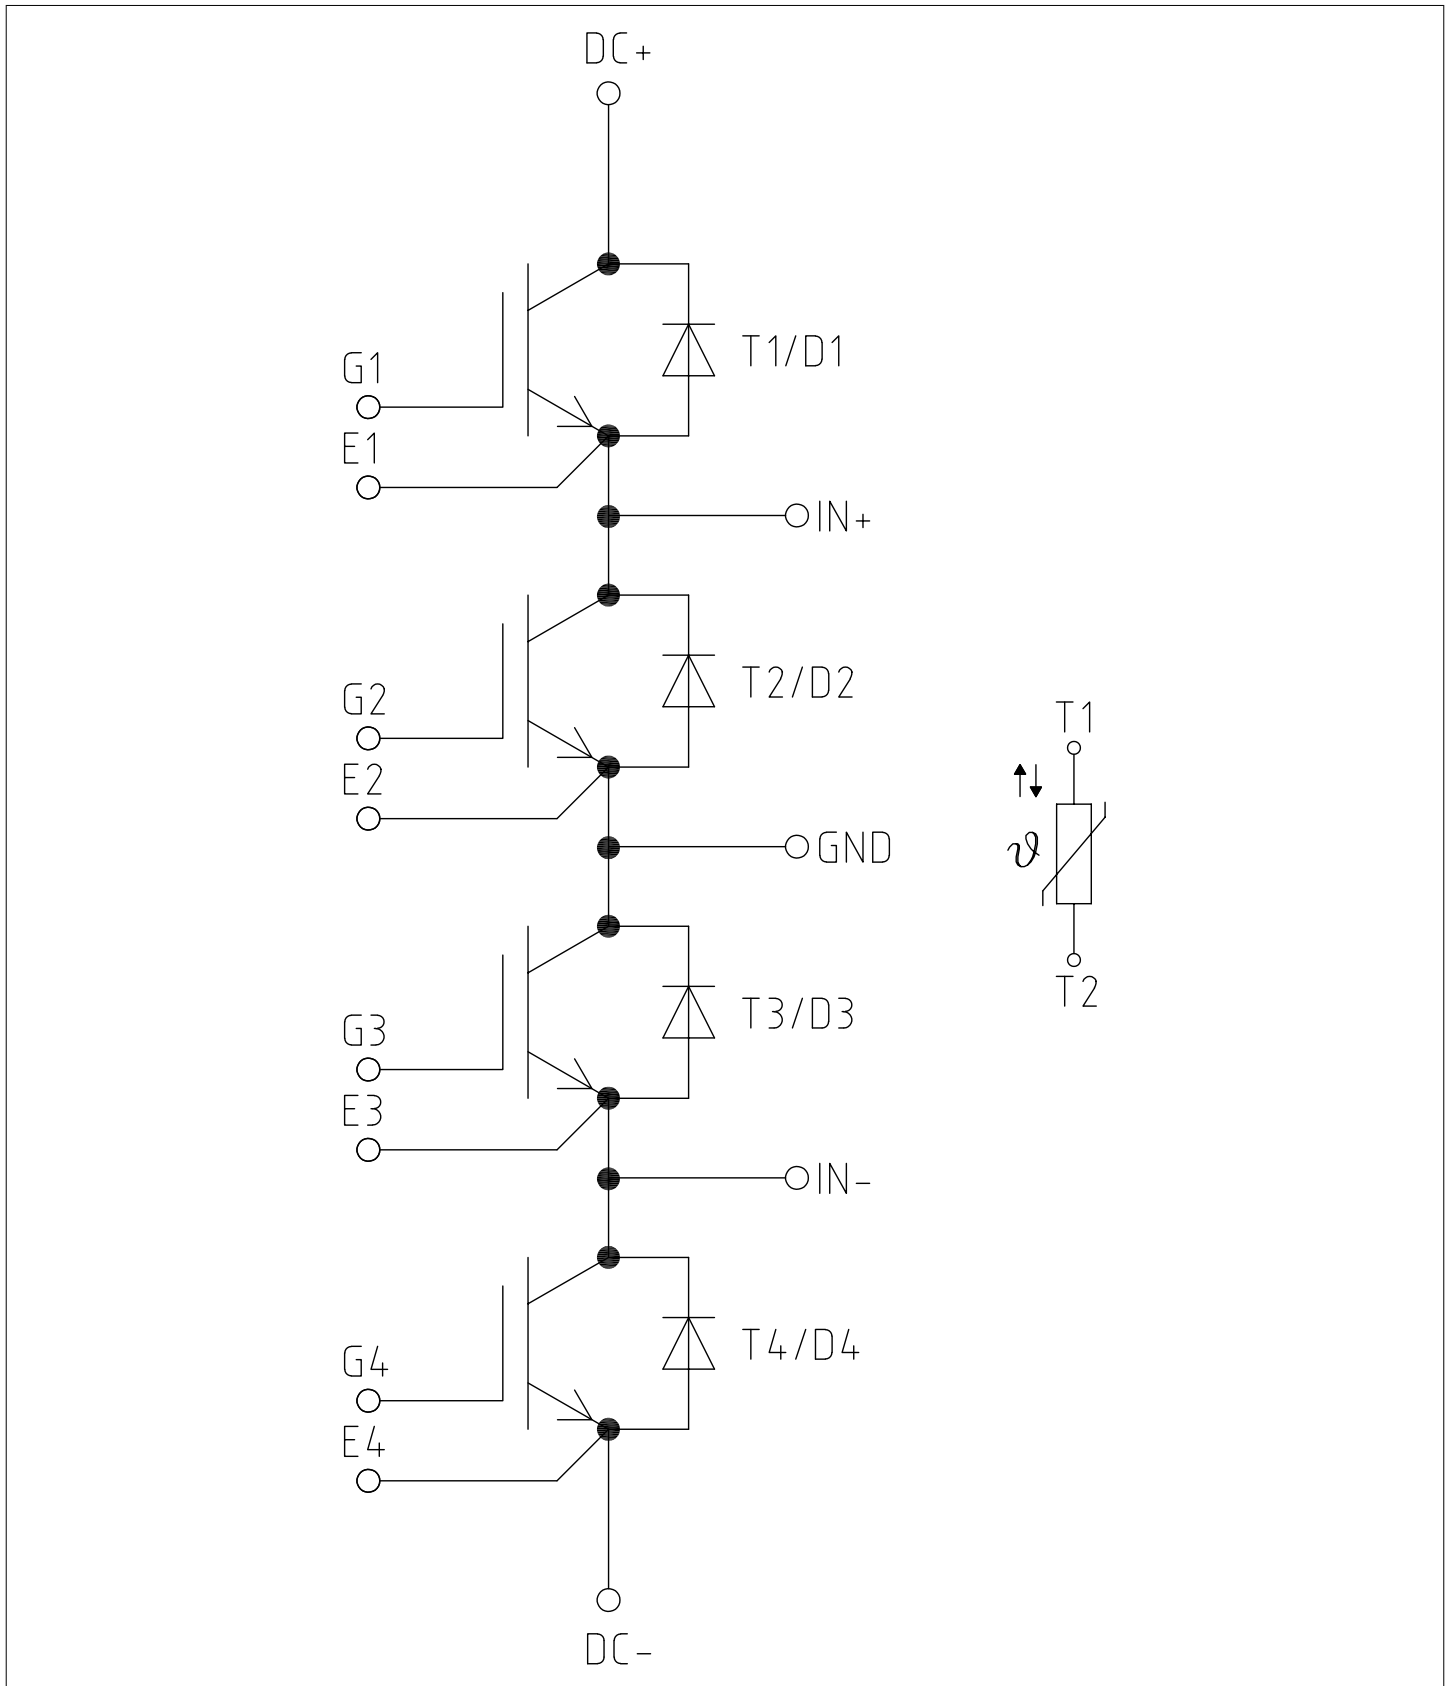 DC+
T1/D1
G1
E1
IN+
T2/D2
G2
E2
GND
T1
ϑ
T2
T3/D3
G3
E3
IN-
T4/D4
G4
E4
DC-